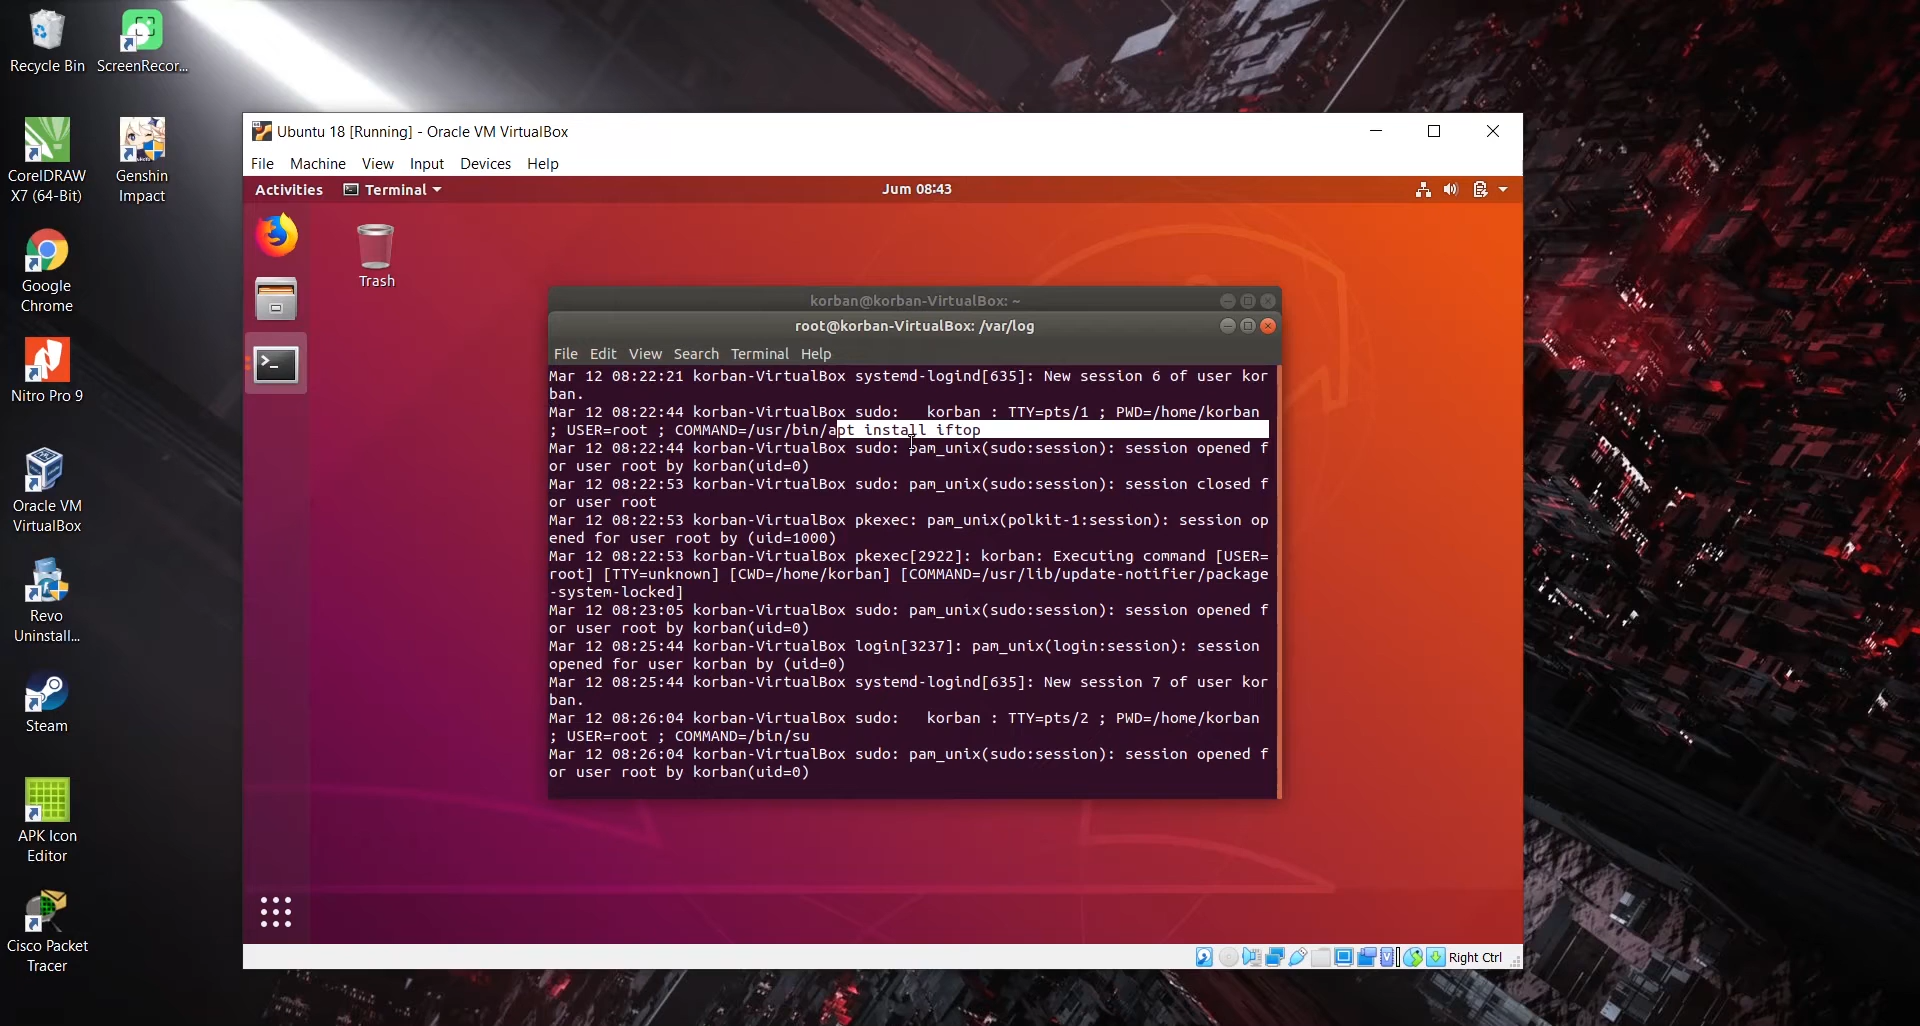 Recycle Bin
ScreenRecor...
CorelDRAW
X7 (64-Bit)
Genshin
Impact
Google
Chrome
Nitro Pro 9
Oracle VM
VirtualBox
Revo
Uninstall...
Steam
APK Icon
Editor
Cisco Packet
Tracer
Ubuntu 18 [Running] - Oracle VM VirtualBox
File Machine View Input Devices Help
Activities Terminal Jum 08:43
Trash
korban@korban-VirtualBox: ~
root@korban-VirtualBox: /var/log
File Edit View Search Terminal Help
Mar 12 08:22:21 korban-VirtualBox systemd-logind[635]: New session 6 of user kor
ban.
Mar 12 08:22:44 korban-VirtualBox sudo:   korban : TTY=pts/1 ; PWD=/home/korban
; USER=root ; COMMAND=/usr/bin/apt install iftop
Mar 12 08:22:44 korban-VirtualBox sudo: pam_unix(sudo:session): session opened f
or user root by korban(uid=0)
Mar 12 08:22:53 korban-VirtualBox sudo: pam_unix(sudo:session): session closed f
or user root
Mar 12 08:22:53 korban-VirtualBox pkexec: pam_unix(polkit-1:session): session op
ened for user root by (uid=1000)
Mar 12 08:22:53 korban-VirtualBox pkexec[2922]: korban: Executing command [USER=
root] [TTY=unknown] [CWD=/home/korban] [COMMAND=/usr/lib/update-notifier/package
-system-locked]
Mar 12 08:23:05 korban-VirtualBox sudo: pam_unix(sudo:session): session opened f
or user root by korban(uid=0)
Mar 12 08:25:44 korban-VirtualBox login[3237]: pam_unix(login:session): session
opened for user korban by (uid=0)
Mar 12 08:25:44 korban-VirtualBox systemd-logind[635]: New session 7 of user kor
ban.
Mar 12 08:26:04 korban-VirtualBox sudo:   korban : TTY=pts/2 ; PWD=/home/korban
; USER=root ; COMMAND=/bin/su
Mar 12 08:26:04 korban-VirtualBox sudo: pam_unix(sudo:session): session opened f
or user root by korban(uid=0)
Right Ctrl